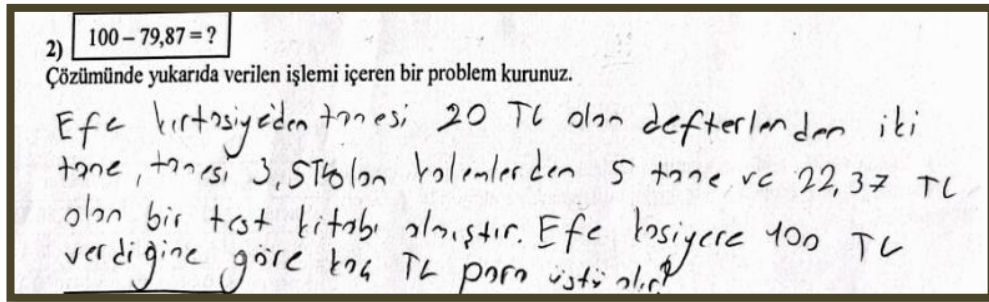 100 – 79,87 = ?
2)
Çözümünde yukarıda verilen işlemi içeren bir problem kurunuz.
Efe kırtasiyeden tanesi 20 TL olan defterlerden iki
tane, tanesi 3,5 TL olan kalemlerden 5 tane, ve 22,37 TL
olan bir test kitabı almıştır. Efe kasiyere 100 TL
verdiğine göre kaç TL para üstü alır?